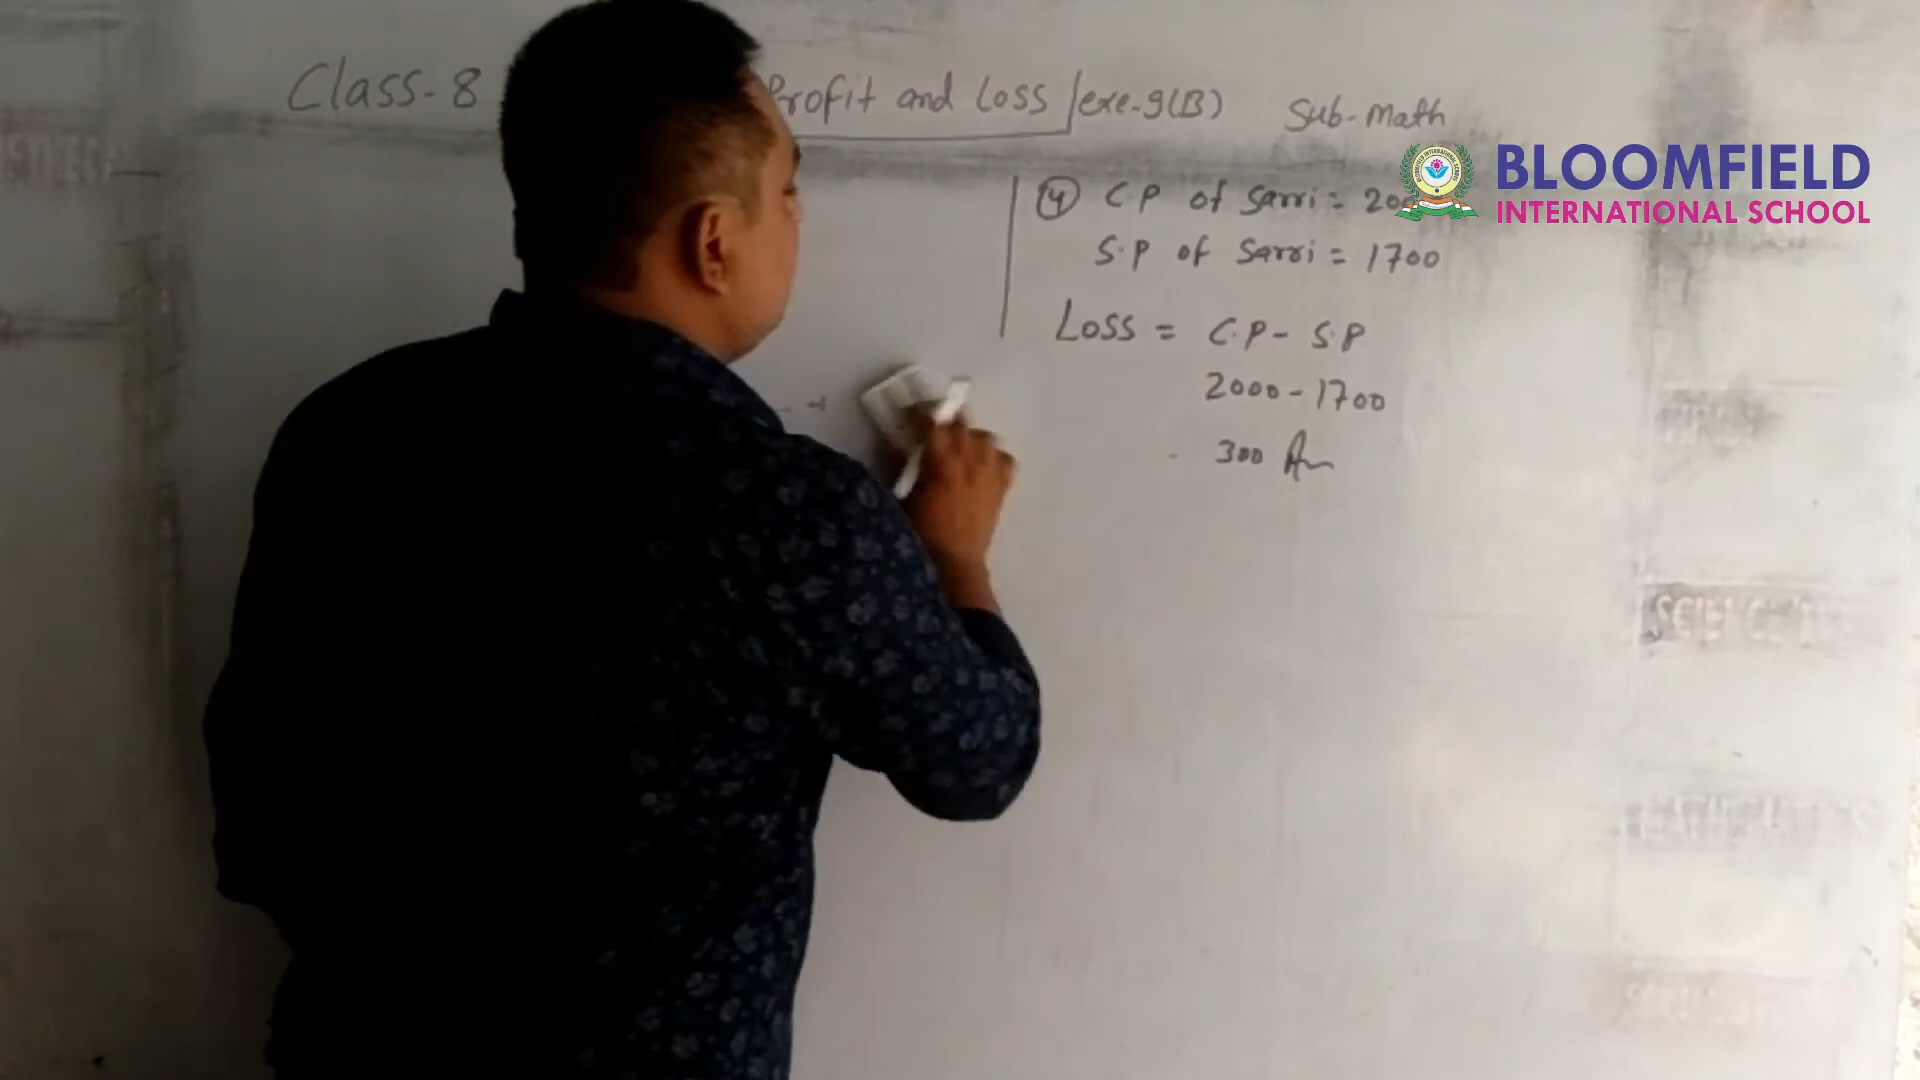 Class-8 Profit and Loss / exe-9(B) Sub-Math
BLOOMFIELD
INTERNATIONAL SCHOOL
④ C.P of Sarri = 20
S.P of Sarri = 1700
Loss = C.P - S.P
2000 - 1700
300 An